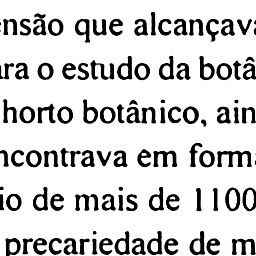 ensão que alcançava
ara o estudo da botâ
horto botânico, ain
ncontrava em forma
io de mais de 1100
precariedade de m